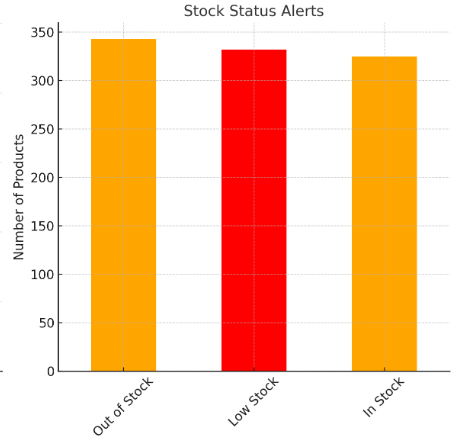 Stock Status Alerts
Number of Products
350
300
250
200
150
100
50
0
Out of Stock
Low Stock
In Stock